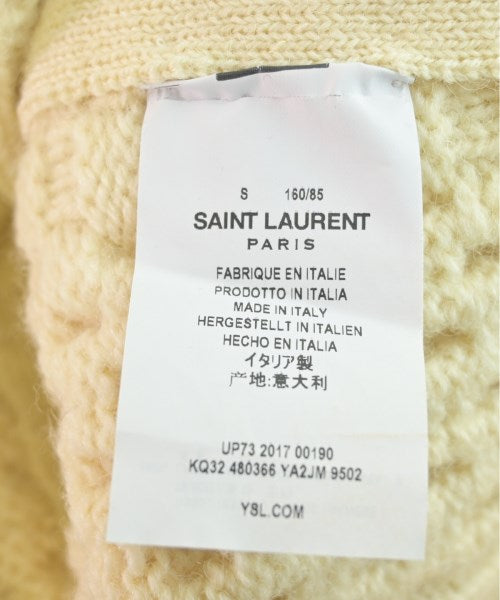 S 160/85
SAINT LAURENT
PARIS
FABRIQUE EN ITALIE
PRODOTTO IN ITALIA
MADE IN ITALY
HERGESTELLT IN ITALIEN
HECHO EN ITALIA
イタリア製
产地:意大利
UP73 2017 00190
KQ32 480366 YA2JM 9502
YSL.COM